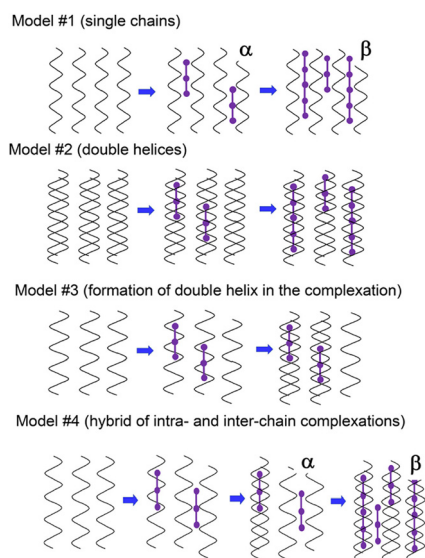 Model #1 (single chains)
α
β
Model #2 (double helices)
Model #3 (formation of double helix in the complexation)
Model #4 (hybrid of intra- and inter-chain complexations)
α
β